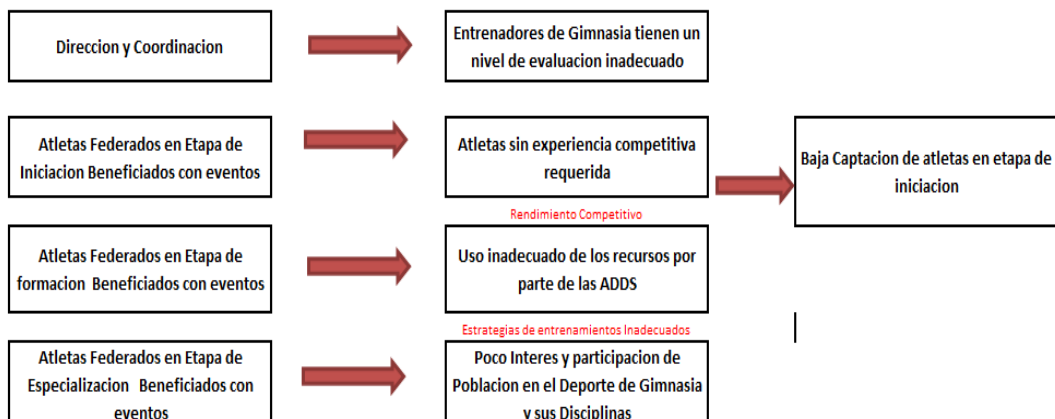 Direccion y Coordinacion
Entrenadores de Gimnasia tienen un
nivel de evaluacion inadecuado
Atletas Federados en Etapa de
Iniciacion Beneficiados con eventos
Atletas sin experiencia competitiva
requerida
Baja Captacion de atletas en etapa de
iniciacion
Rendimiento Competitivo
Atletas Federados en Etapa de
formacion Beneficiados con eventos
Uso inadecuado de los recursos por
parte de las ADDS
Estrategias de entrenamientos Inadecuados
Atletas Federados en Etapa de
Especializacion Beneficiados con
eventos
Poco Interes y participacion de
Poblacion en el Deporte de Gimnasia
y sus Disciplinas